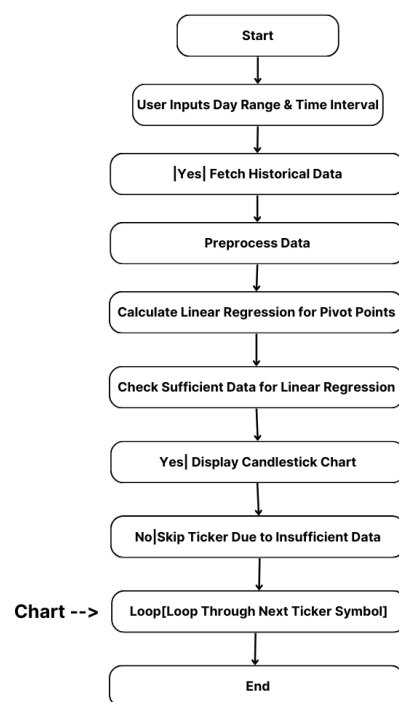 Start
User Inputs Day Range & Time Interval
|Yes| Fetch Historical Data
Preprocess Data
Calculate Linear Regression for Pivot Points
Check Sufficient Data for Linear Regression
Yes| Display Candlestick Chart
No|Skip Ticker Due to Insufficient Data
Chart --> Loop[Loop Through Next Ticker Symbol]
End